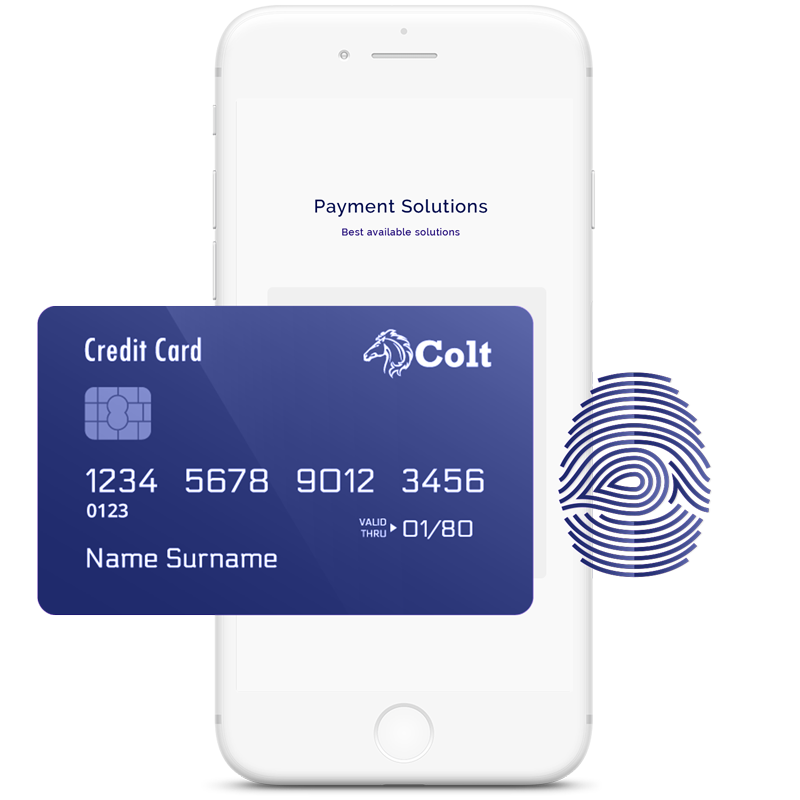 Payment Solutions
Best available solutions
Credit Card
Colt
1234 5678 9012 3456
0123
VALID
THRU
01/80
Name Surname